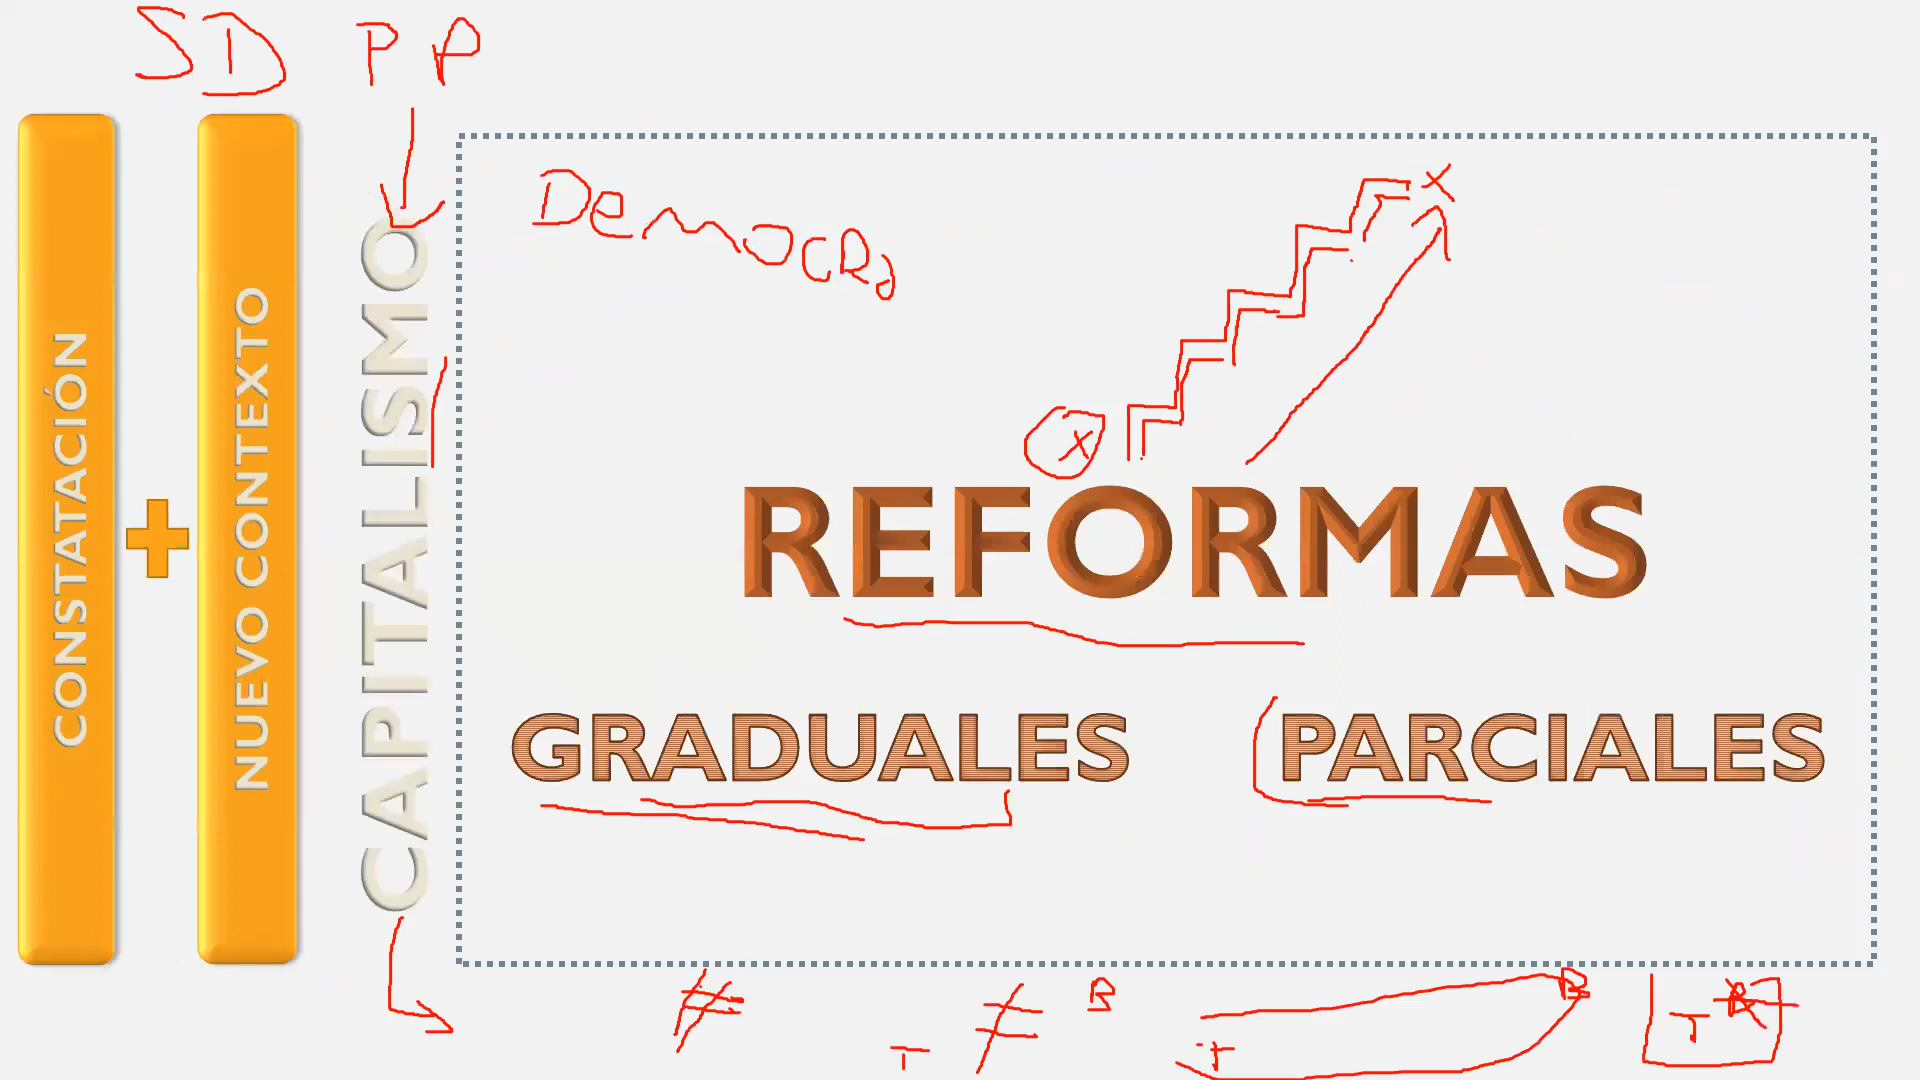 SD PP
CONSTATACIÓN
+
NUEVO CONTEXTO
CAPITALISMO
DemocRa
X
X
REFORMAS
GRADUALES PARCIALES
≠ T ≠ B T B T B